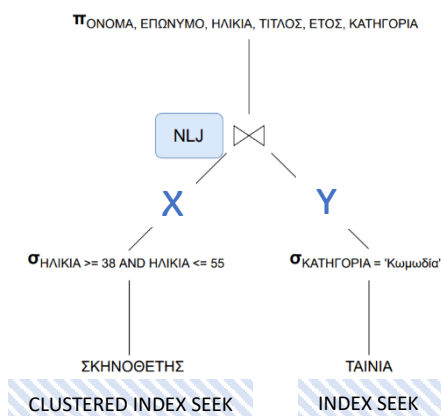 πΟΝΟΜΑ, ΕΠΩΝΥΜΟ, ΗΛΙΚΙΑ, ΤΙΤΛΟΣ, ΕΤΟΣ, ΚΑΤΗΓΟΡΙΑ
NLJ
X Y
σΗΛΙΚΙΑ >= 38 AND ΗΛΙΚΙΑ <= 55 σΚΑΤΗΓΟΡΙΑ = 'Κωμωδία'
ΣΚΗΝΟΘΕΤΗΣ ΤΑΙΝΙΑ
CLUSTERED INDEX SEEK INDEX SEEK